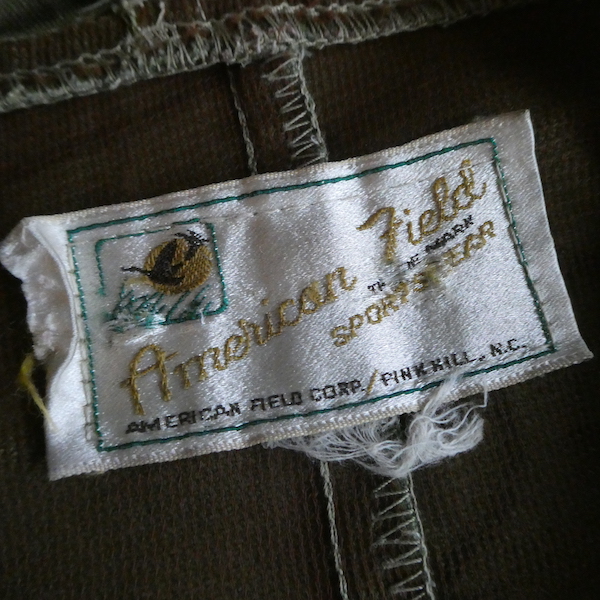 American Field
TRADE MARK
SPORTSWEAR
AMERICAN FIELD CORP./PINK HILL, N.C.